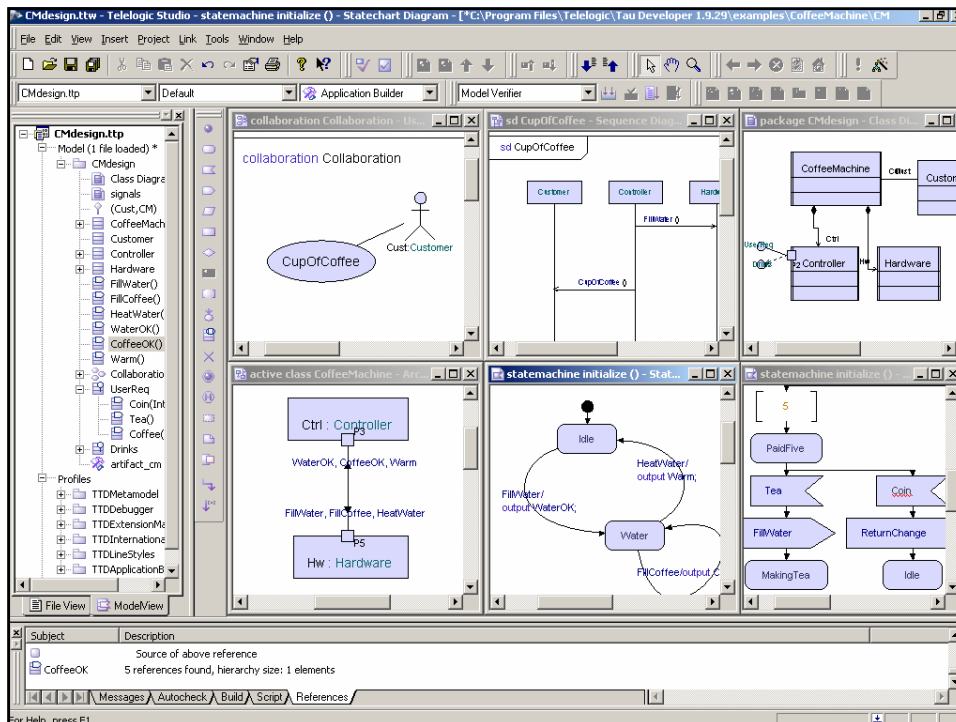 CMdesign.ttw - Telelogic Studio - statemachine initialize () - Statechart Diagram - [*C:\Program Files\Telelogic\Tau Developer 1.9.29\examples\CoffeeMachine\CM
File Edit View Insert Project Link Tools Window Help
CMdesign.ttp Default Application Builder Model Verifier
CMdesign.ttp
Model (1 file loaded) *
CMdesign
Class Diagra
signals
(Cust,CM)
CoffeeMach
Customer
Controller
Hardware
FillWater()
FillCoffee()
HeatWater(
WaterOK()
CoffeeOK()
Warm()
Collaboratio
UserReq
Coin(Int
Tea()
Coffee(
Drinks
artifact_cm
Profiles
TTDMetamodel
TTDDebugger
TTDExtensionMa
TTDInternationa
TTDLineStyles
TTDApplicationB
File View ModelView
collaboration Collaboration - Us...
collaboration Collaboration
Cust:Customer
CupOfCoffee
sd CupOfCoffee - Sequence Diag...
sd CupOfCoffee
Customer Controller Hardw
FillWater ()
CupOfCoffee ()
package CMdesign - Class Di...
CoffeeMachine
Custom
Ctrl
UserReq
P2
Controller
Hw
Hardware
active class CoffeeMachine - Arc...
Ctrl : Controller
P3
WaterOK, CoffeeOK, Warm
FillWater, FillCoffee, HeatWater
P5
Hw : Hardware
statemachine initialize () - Stat...
Idle
HeatWater/
output Warm;
FillWater/
output WaterOK;
Water
FillCoffee/output C
statemachine initialize () - ...
5
PaidFive
Tea Coin
FillWater ReturnChange
MakingTea Idle
Subject Description
Source of above reference
CoffeeOK 5 references found, hierarchy size: 1 elements
Messages Autocheck Build Script References
For Help, press F1